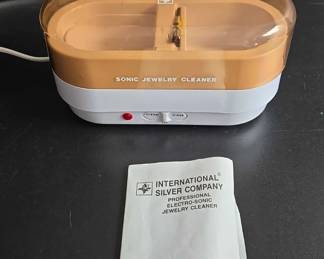 SONIC JEWELRY CLEANER
INTERNATIONAL®
SILVER COMPANY
PROFESSIONAL
ELECTRO-SONIC
JEWELRY CLEANER